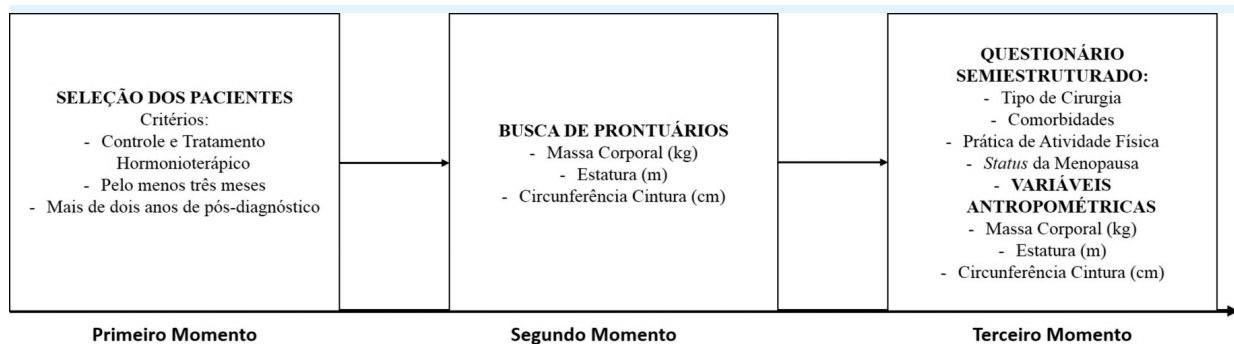 SELEÇÃO DOS PACIENTES
Critérios:
- Controle e Tratamento
Hormonioterápico
- Pelo menos três meses
- Mais de dois anos de pós-diagnóstico
BUSCA DE PRONTUÁRIOS
- Massa Corporal (kg)
- Estatura (m)
- Circunferência Cintura (cm)
QUESTIONÁRIO
SEMIESTRUTURADO:
- Tipo de Cirurgia
- Comorbidades
- Prática de Atividade Física
- Status da Menopausa
- VARIÁVEIS
ANTROPOMÉTRICAS
- Massa Corporal (kg)
- Estatura (m)
- Circunferência Cintura (cm)
Primeiro Momento
Segundo Momento
Terceiro Momento